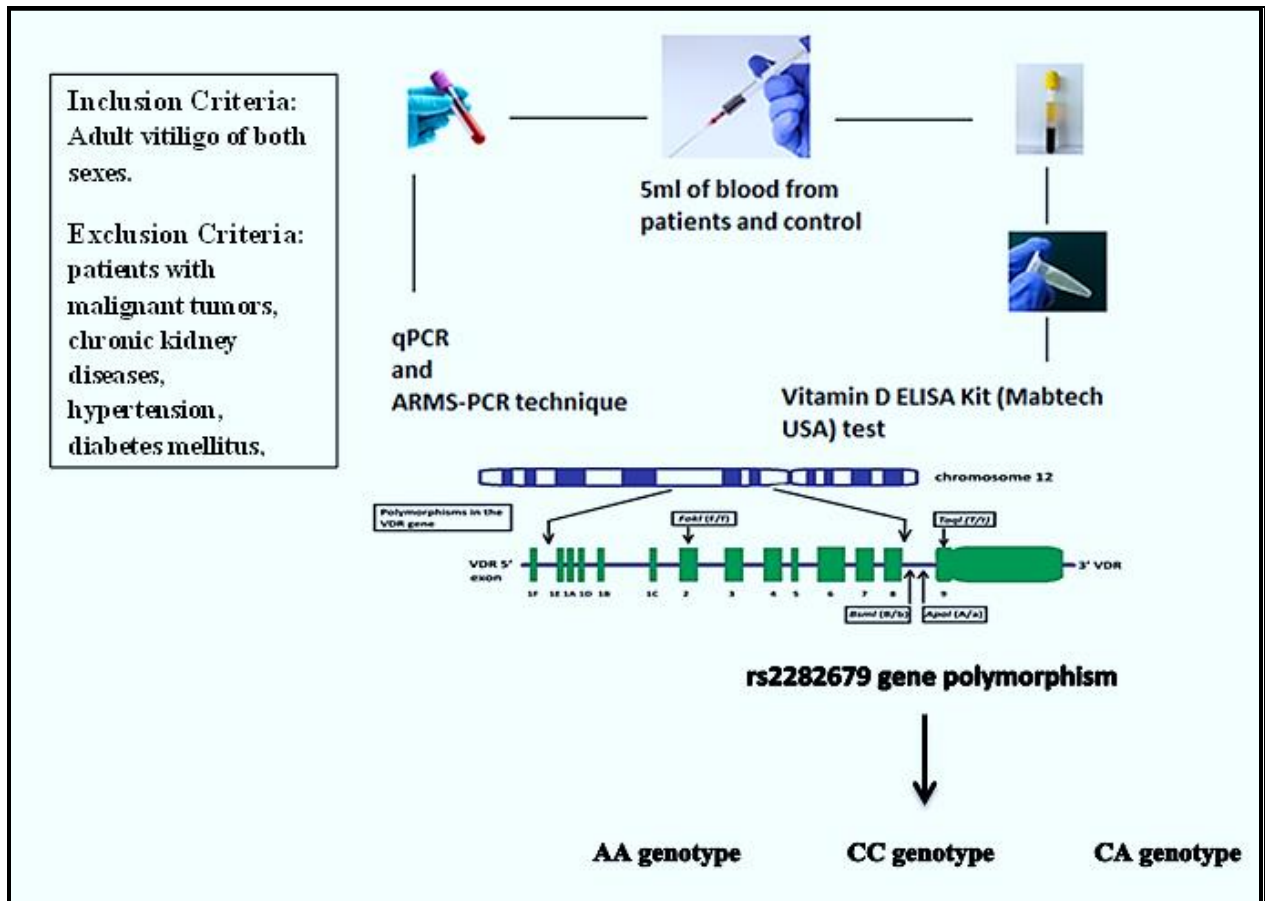 Inclusion Criteria:
Adult vitiligo of both
sexes.
Exclusion Criteria:
patients with
malignant tumors,
chronic kidney
diseases,
hypertension,
diabetes mellitus,
5ml of blood from
patients and control
qPCR
and
ARMS-PCR technique
Vitamin D ELISA Kit (Mabtech
USA) test
chromosome 12
Polymorphisms in the
VDR gene
FokI (F/f)
TaqI (T/t)
VDR 5'
exon
3' VDR
1F 1E 1A 1D 1B 1C 2 3 4 5 6 7 8 9
BsmI (B/b)
ApaI (A/a)
rs2282679 gene polymorphism
AA genotype CC genotype CA genotype